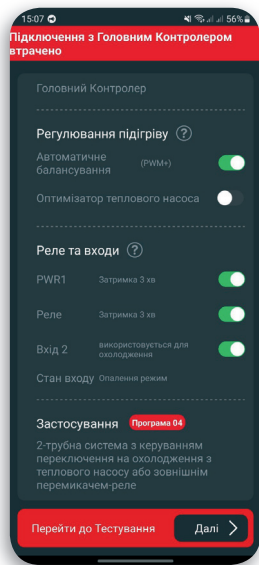 15:07 56%
Підключення з Головним Контролером
втрачено
Головний Контролер
Регулювання підігріву ?
Автоматичне
балансування (PWM+)
Оптимізатор теплового насоса
Реле та входи ?
PWR1 Затримка 3 хв
Реле Затримка 3 хв
Вхід 2 використовується для
охолодження
Стан входу Опалення режим
Застосування Програма 04
2-трубна система з керуванням
переключення на охолодження з
теплового насосу або зовнішнім
перемикачем-реле
Перейти до Тестування Далі